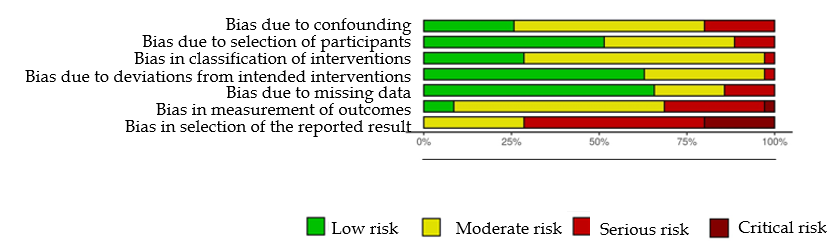 Bias due to confounding
Bias due to selection of participants
Bias in classification of interventions
Bias due to deviations from intended interventions
Bias due to missing data
Bias in measurement of outcomes
Bias in selection of the reported result
0% 25% 50% 75% 100%
Low risk Moderate risk Serious risk Critical risk